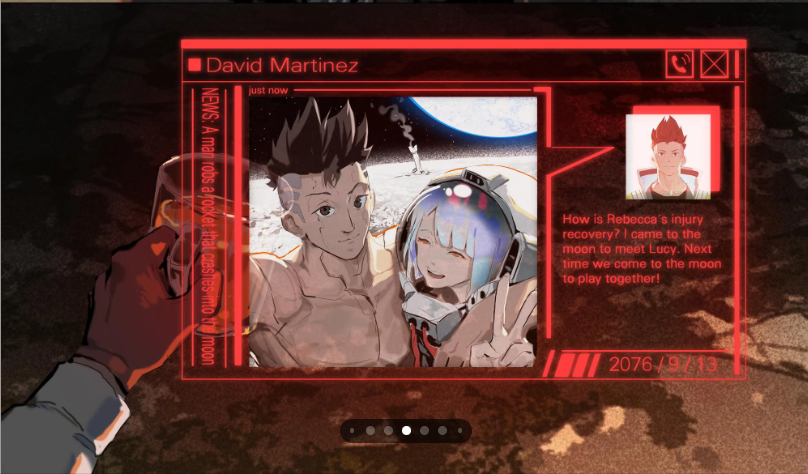 David Martinez
just now
NEWS: A man robs a rocket that crashes into the moon
How is Rebecca's injury
recovery? I came to the
moon to meet Lucy. Next
time we come to the moon
to play together!
2076 / 9 / 13